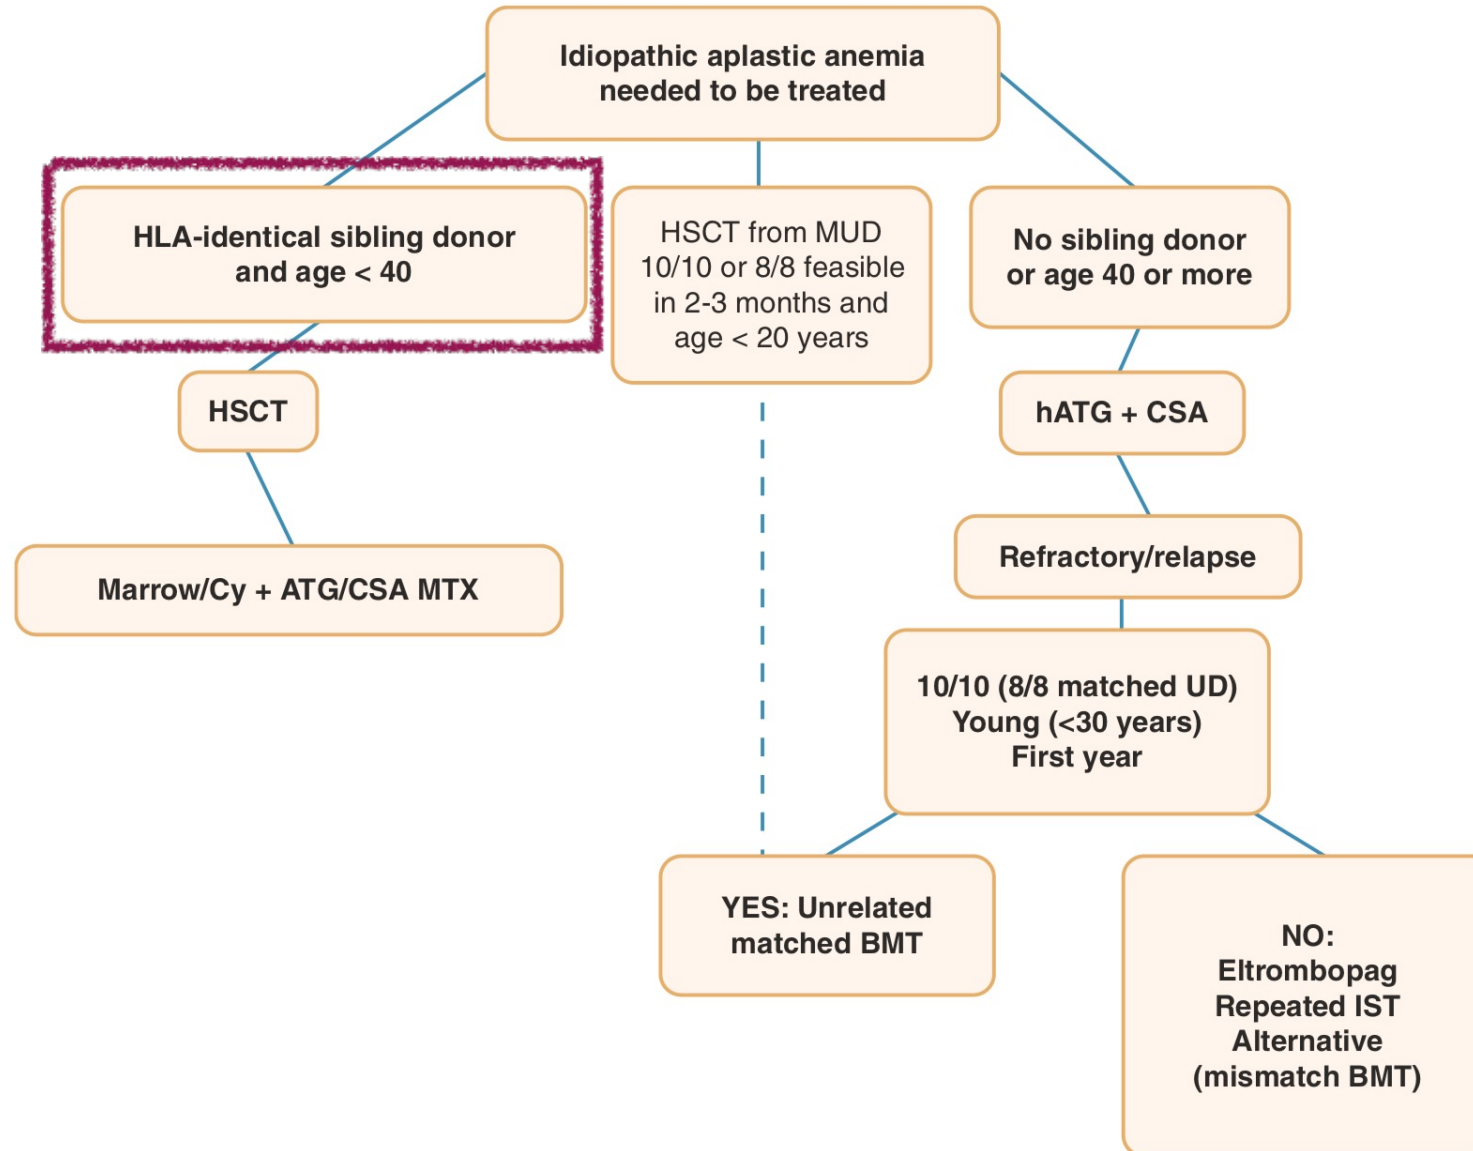 Idiopathic aplastic anemia
needed to be treated
HLA-identical sibling donor
and age < 40
HSCT from MUD
10/10 or 8/8 feasible
in 2-3 months and
age < 20 years
No sibling donor
or age 40 or more
HSCT
hATG + CSA
Marrow/Cy + ATG/CSA MTX
Refractory/relapse
10/10 (8/8 matched UD)
Young (<30 years)
First year
YES: Unrelated
matched BMT
NO:
Eltrombopag
Repeated IST
Alternative
(mismatch BMT)